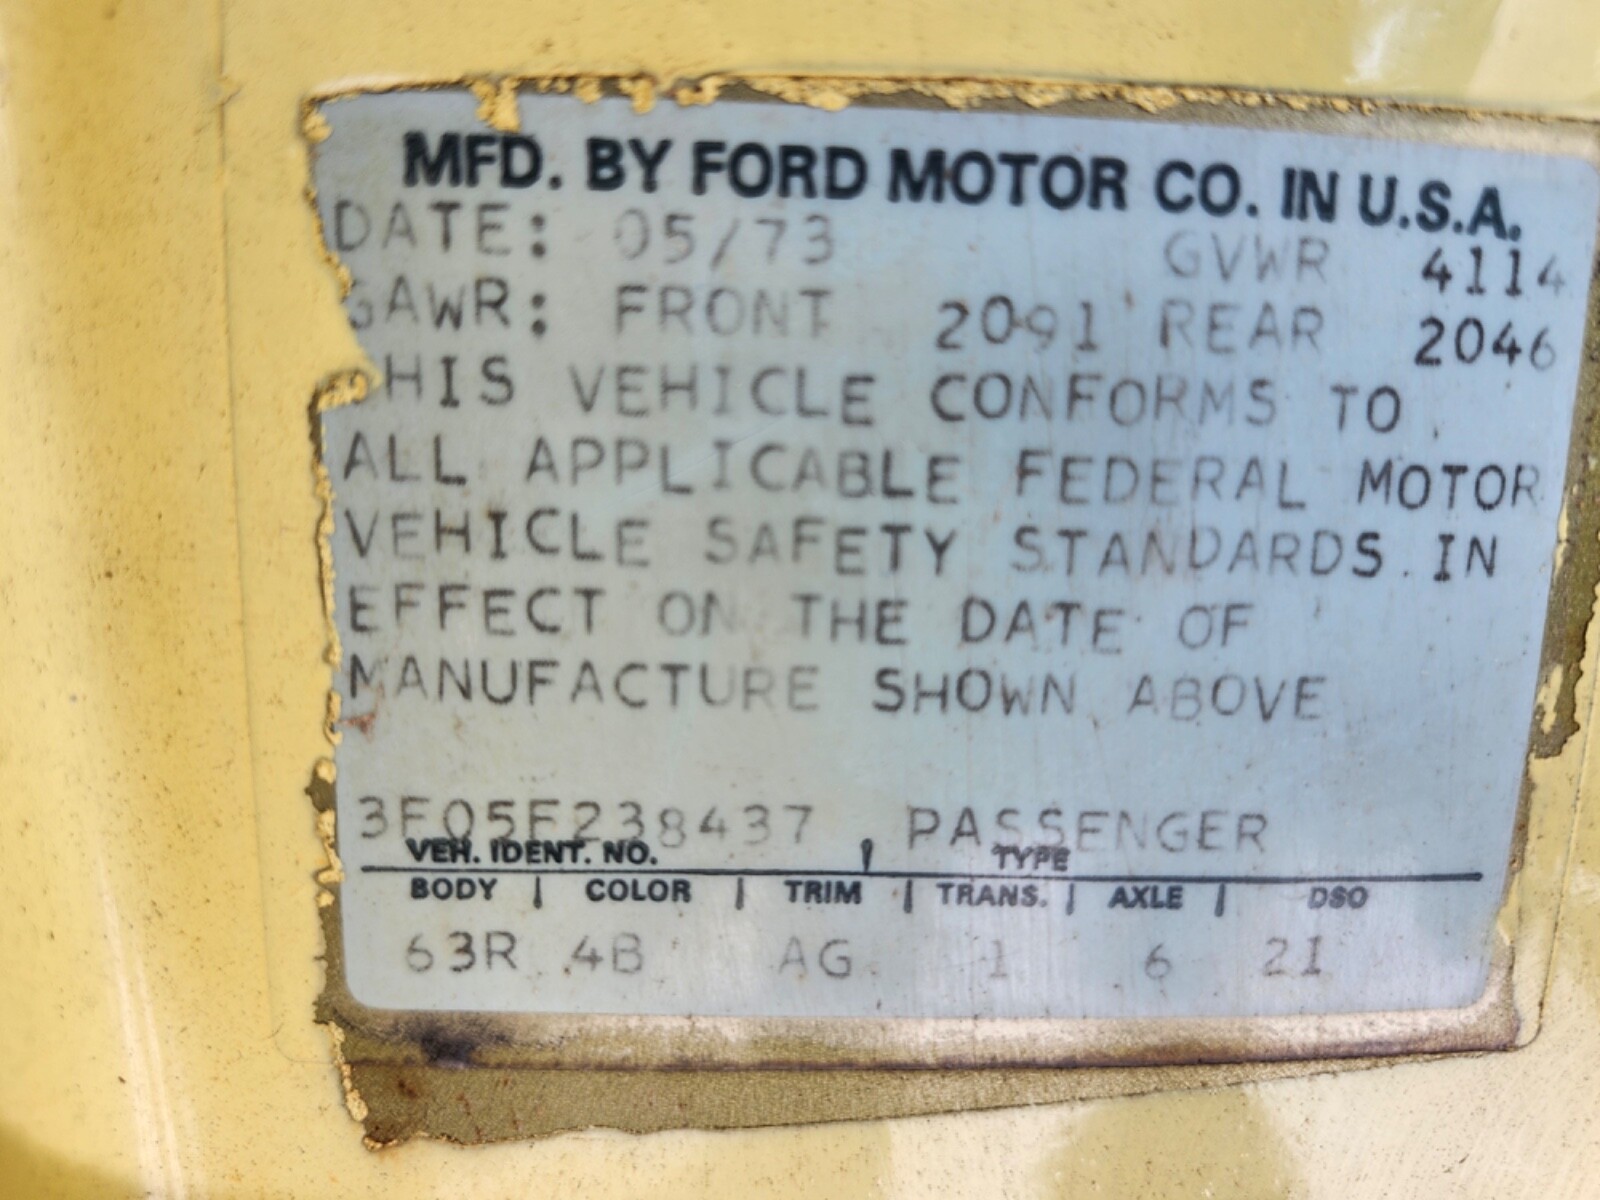 MFD. BY FORD MOTOR CO. IN U.S.A.
DATE: 05/73 GVWR 4114
GAWR: FRONT 2091 REAR 2046
THIS VEHICLE CONFORMS TO
ALL APPLICABLE FEDERAL MOTOR
VEHICLE SAFETY STANDARDS IN
EFFECT ON THE DATE OF
MANUFACTURE SHOWN ABOVE
3F05F238437 PASSENGER
VEH. IDENT. NO. TYPE
BODY | COLOR | TRIM | TRANS. | AXLE | DSO
63R 4B AG 1 6 21